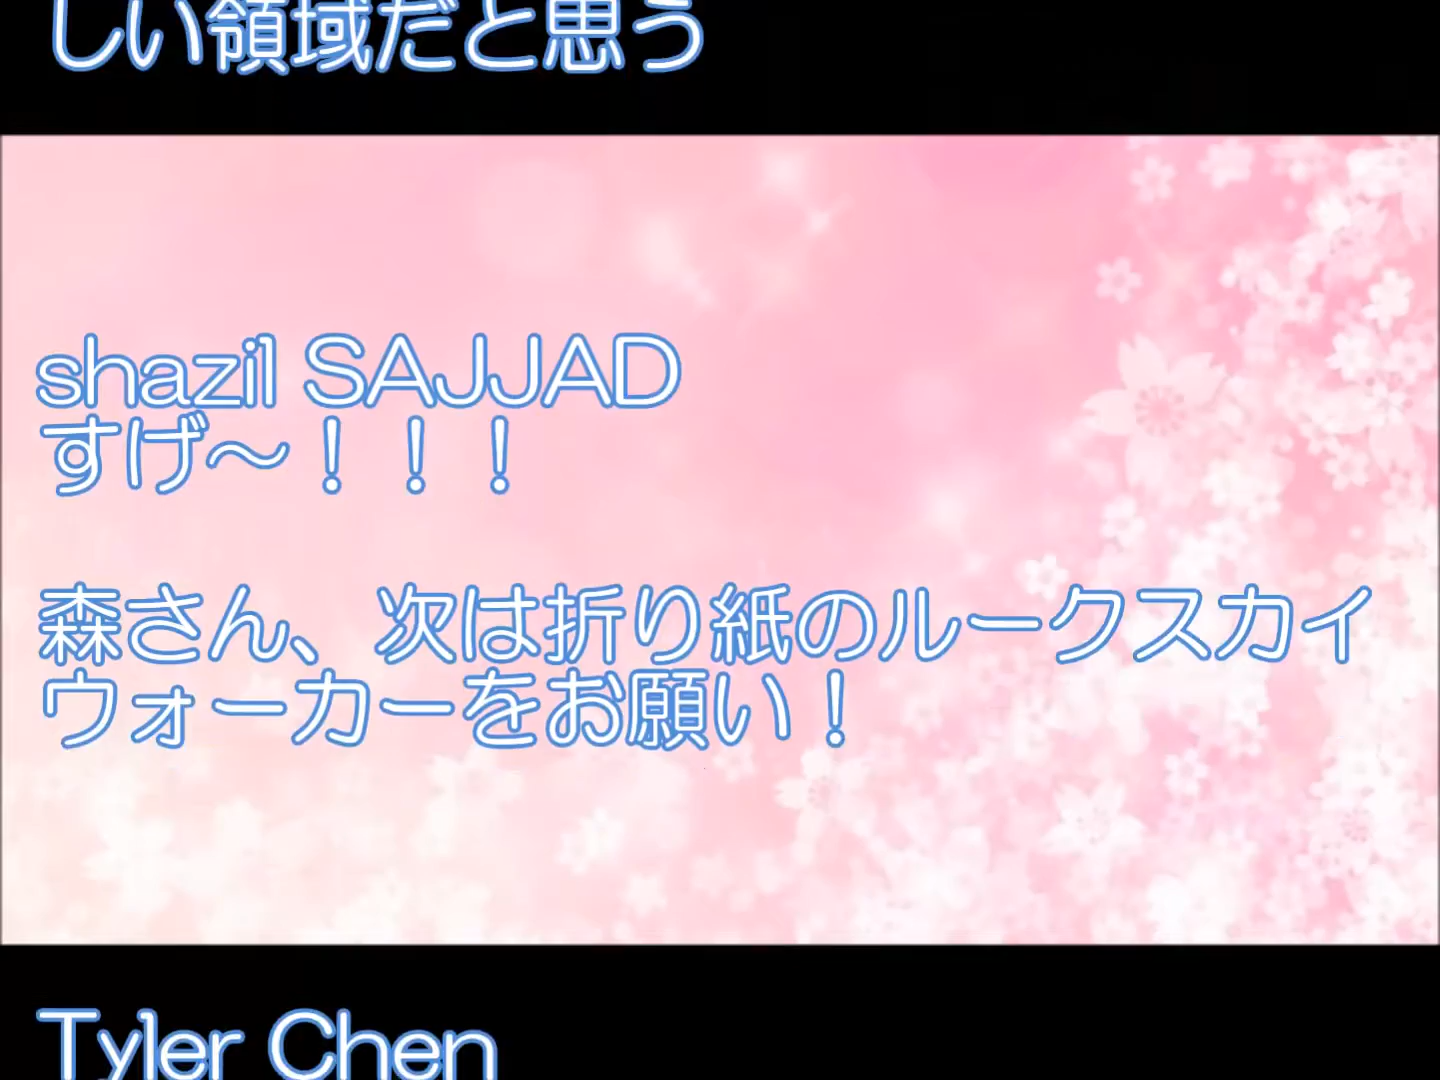 しい領域だと思う
shazil SAJJAD
すげ～！！！
森さん、次は折り紙のルークスカイ
ウォーカーをお願い！
Tyler Chen